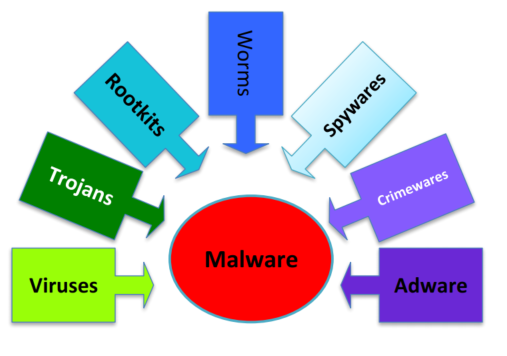 Worms
Rootkits
Spywares
Trojans
Crimewares
Malware
Viruses
Adware